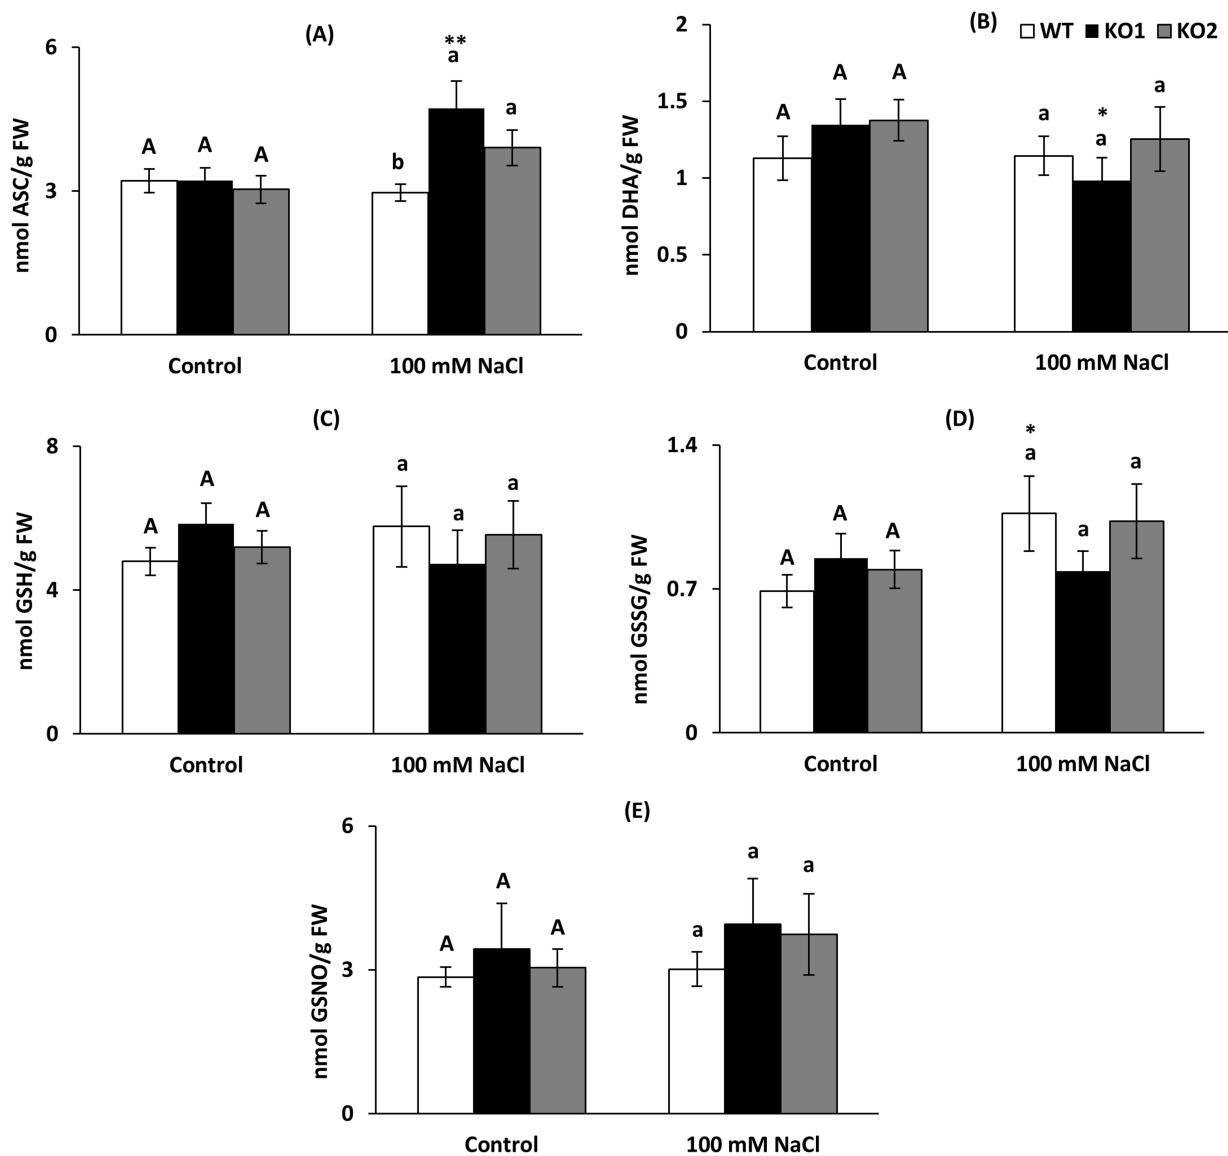 (A)
nmol ASC/g FW
6
3
0
A
A
A
b
**
a
a
Control
100 mM NaCl
(B)
WT KO1 KO2
nmol DHA/g FW
2
1.5
1
0.5
0
A
A
A
a
*
a
a
Control
100 mM NaCl
(C)
nmol GSH/g FW
8
4
0
A
A
A
a
a
a
Control
100 mM NaCl
(D)
nmol GSSG/g FW
1.4
0.7
0
A
A
A
*
a
a
a
Control
100 mM NaCl
(E)
nmol GSNO/g FW
6
3
0
A
A
A
a
a
a
Control
100 mM NaCl